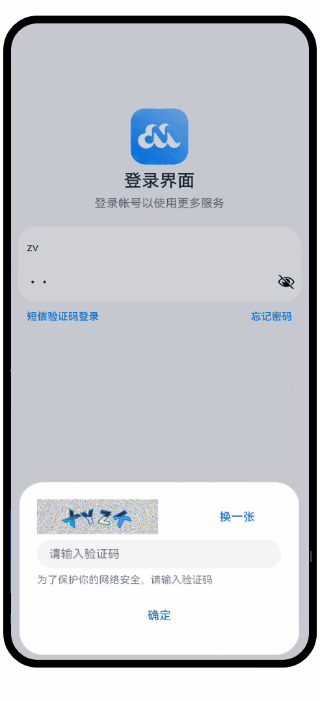 登录界面
登录帐号以使用更多服务
zv
短信验证码登录
忘记密码
换一张
请输入验证码
为了保护你的网络安全，请输入验证码
确定